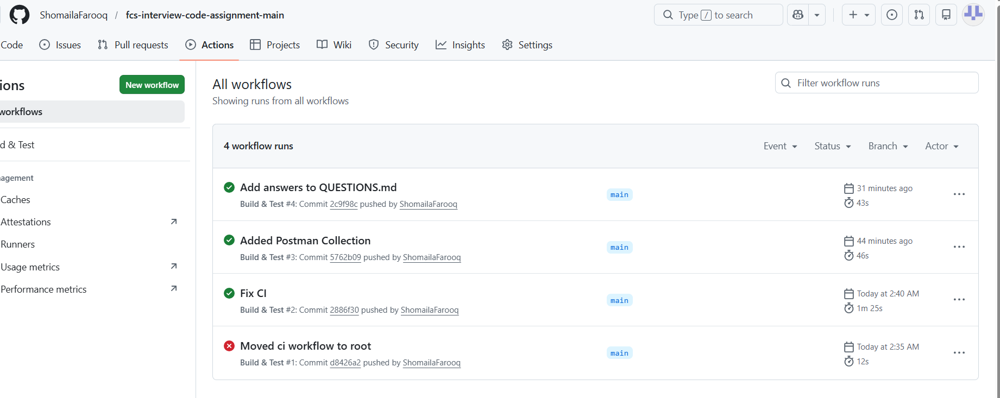 ShomailaFarooq / fcs-interview-code-assignment-main
Type / to search
Code Issues Pull requests Actions Projects Wiki Security Insights Settings
ions
New workflow
workflows
d & Test
nagement
Caches
Attestations
Runners
Usage metrics
Performance metrics
All workflows
Showing runs from all workflows
Filter workflow runs
4 workflow runs
Event Status Branch Actor
Add answers to QUESTIONS.md
Build & Test #4: Commit 2c9f98c pushed by ShomailaFarooq
main
31 minutes ago
43s
Added Postman Collection
Build & Test #3: Commit 5762b09 pushed by ShomailaFarooq
main
44 minutes ago
46s
Fix CI
Build & Test #2: Commit 2886f30 pushed by ShomailaFarooq
main
Today at 2:40 AM
1m 25s
Moved ci workflow to root
Build & Test #1: Commit d8426a2 pushed by ShomailaFarooq
main
Today at 2:35 AM
12s